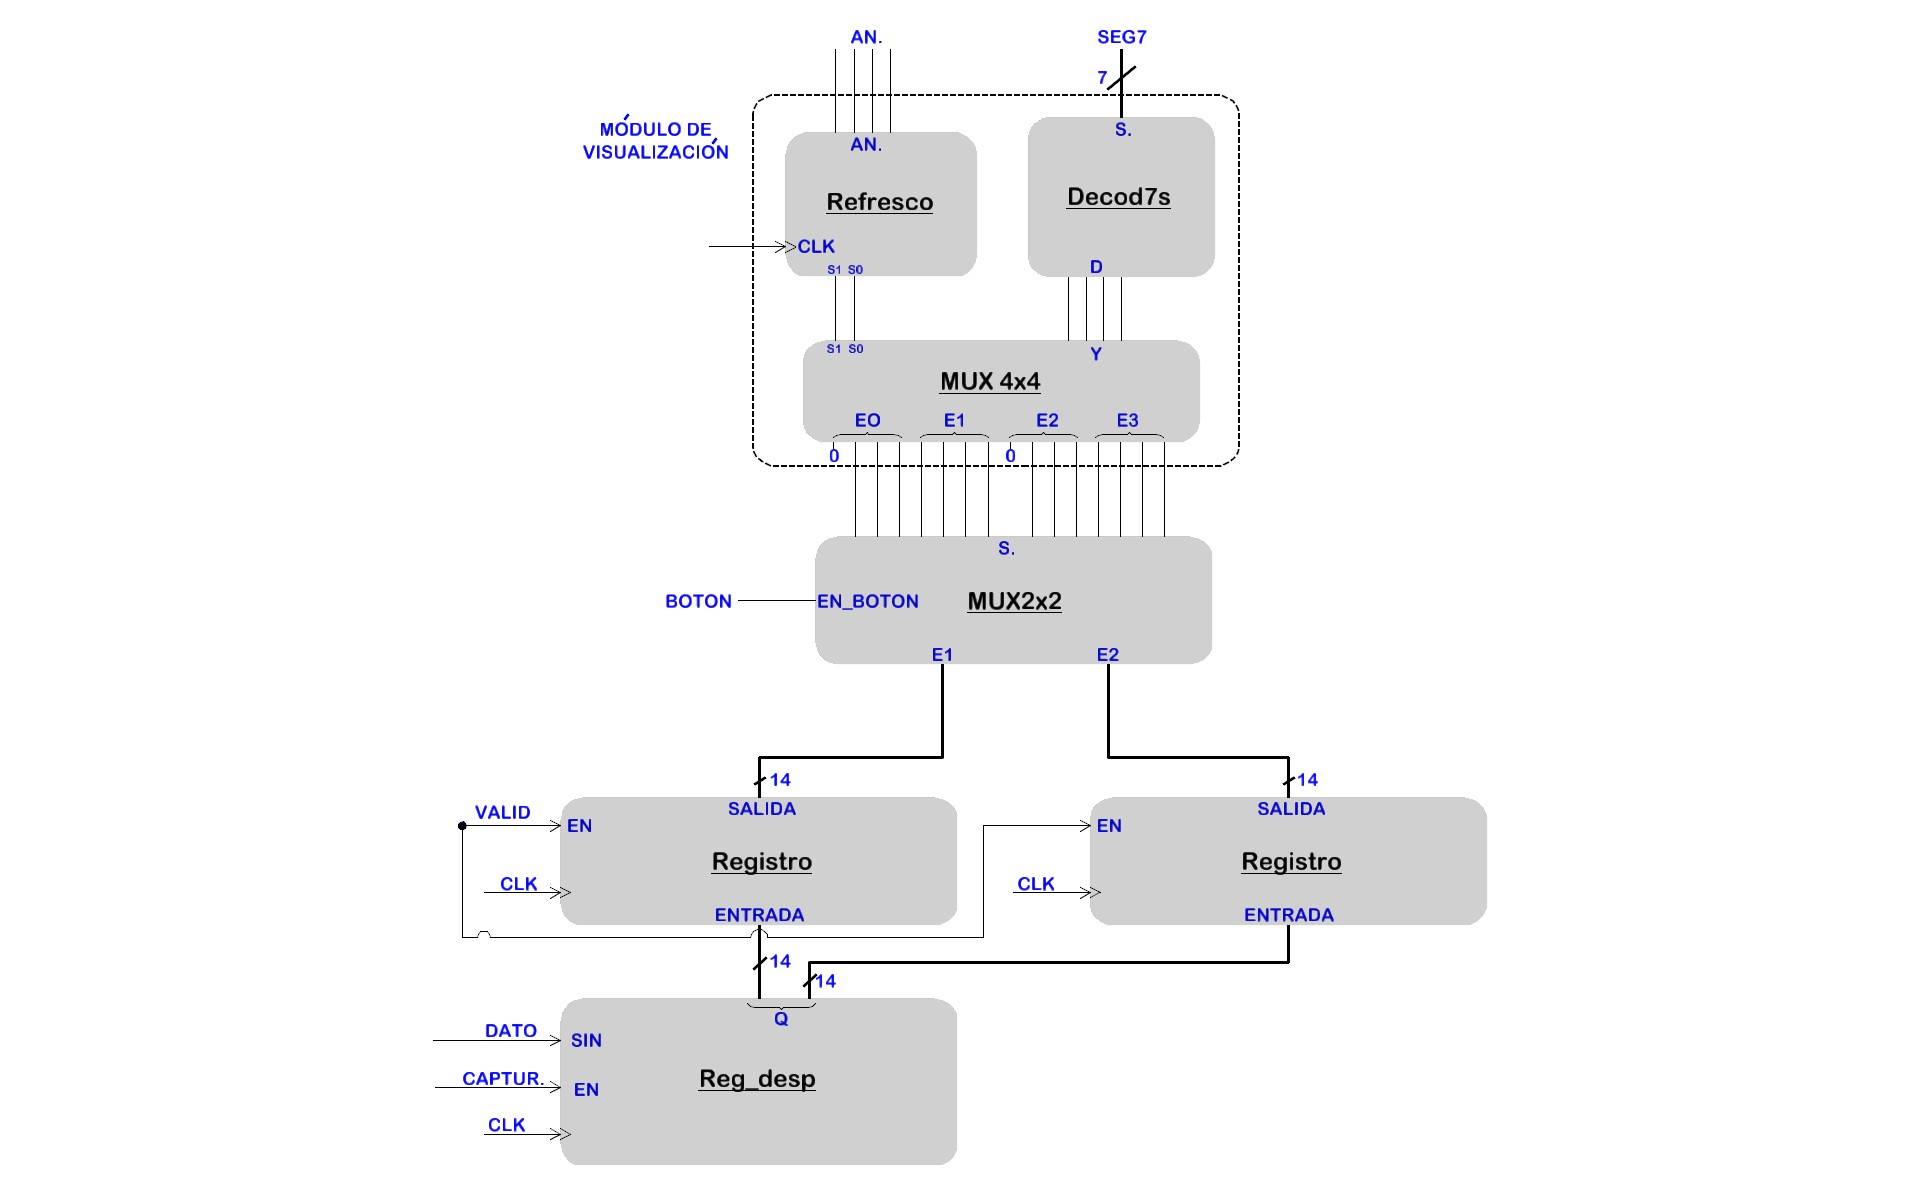 AN.
SEG7
7
MÓDULO DE
VISUALIZACIÓN
AN.
S.
Refresco
Decod7s
CLK
S1 S0
D
S1 S0
Y
MUX 4x4
EO
E1
E2
E3
0
0
S.
BOTON
EN_BOTON
MUX2x2
E1
E2
14
14
VALID
SALIDA
SALIDA
EN
EN
Registro
Registro
CLK
CLK
ENTRADA
ENTRADA
14
14
Q
DATO
SIN
Reg_desp
CAPTUR.
EN
CLK